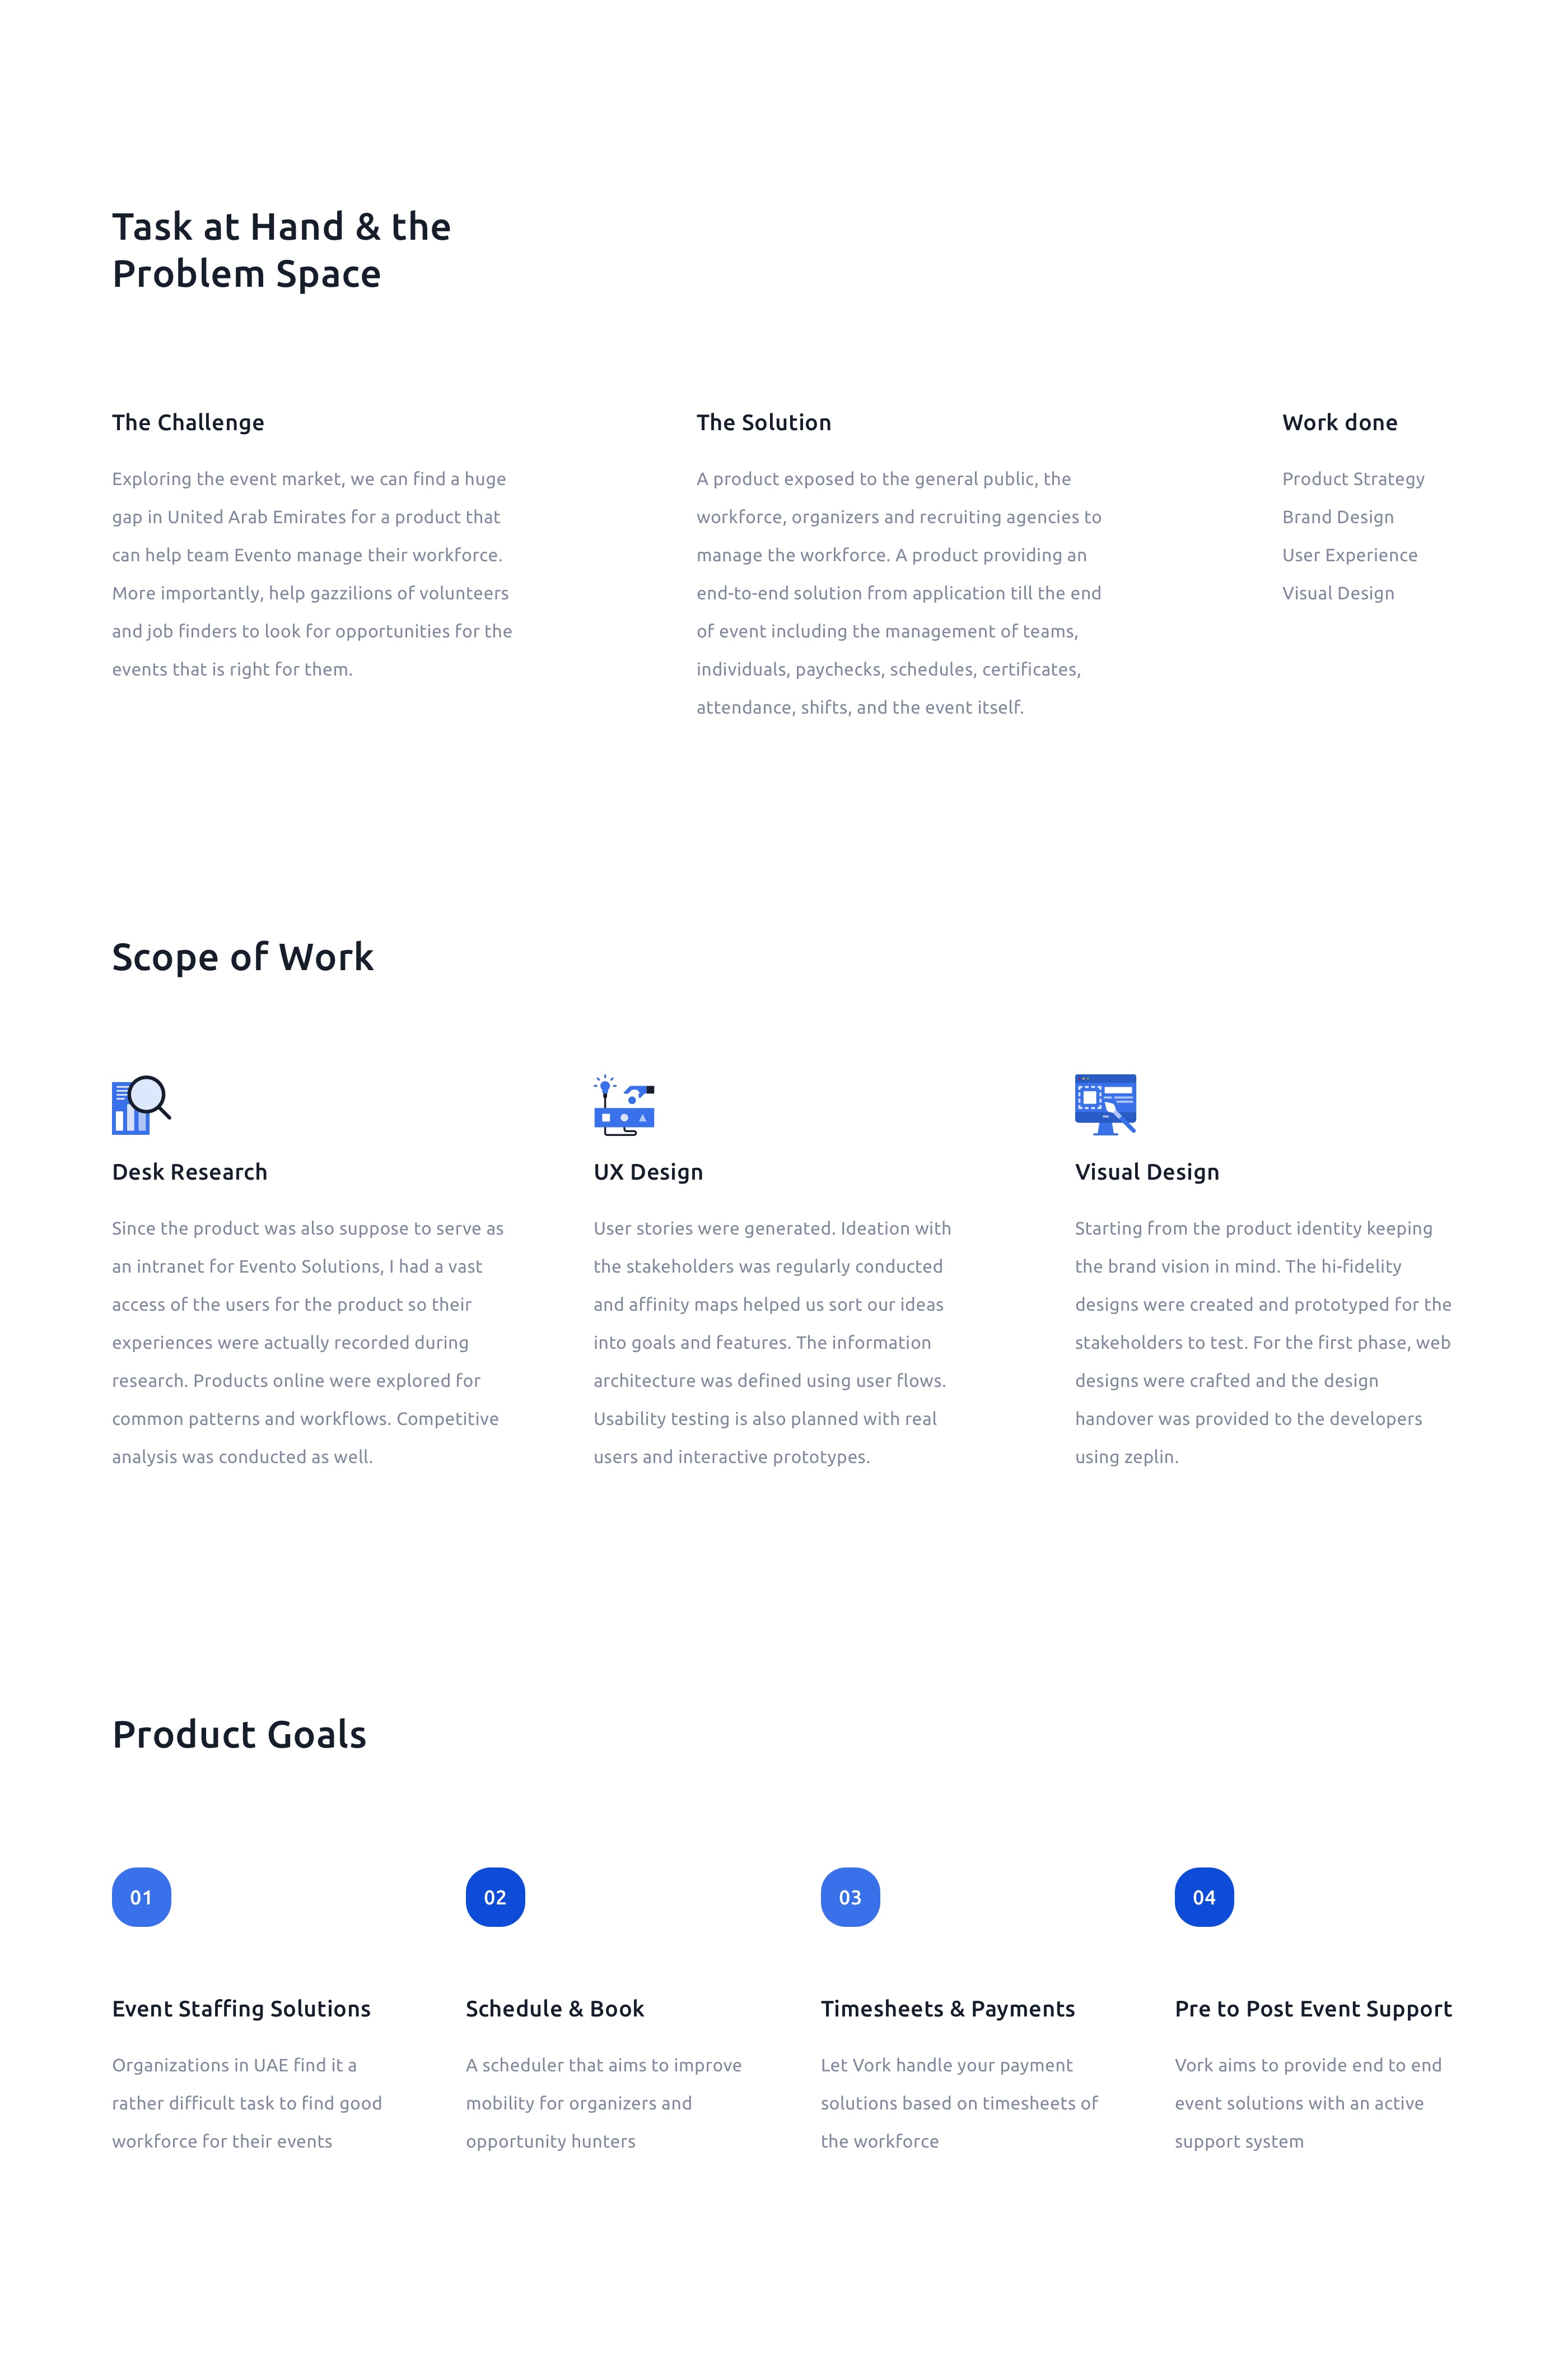 Task at Hand & the
Problem Space
The Challenge
Exploring the event market, we can find a huge
gap in United Arab Emirates for a product that
can help team Evento manage their workforce.
More importantly, help gazzilions of volunteers
and job finders to look for opportunities for the
events that is right for them.
The Solution
A product exposed to the general public, the
workforce, organizers and recruiting agencies to
manage the workforce. A product providing an
end-to-end solution from application till the end
of event including the management of teams,
individuals, paychecks, schedules, certificates,
attendance, shifts, and the event itself.
Work done
Product Strategy
Brand Design
User Experience
Visual Design
Scope of Work
Desk Research
Since the product was also suppose to serve as
an intranet for Evento Solutions, I had a vast
access of the users for the product so their
experiences were actually recorded during
research. Products online were explored for
common patterns and workflows. Competitive
analysis was conducted as well.
UX Design
User stories were generated. Ideation with
the stakeholders was regularly conducted
and affinity maps helped us sort our ideas
into goals and features. The information
architecture was defined using user flows.
Usability testing is also planned with real
users and interactive prototypes.
Visual Design
Starting from the product identity keeping
the brand vision in mind. The hi-fidelity
designs were created and prototyped for the
stakeholders to test. For the first phase, web
designs were crafted and the design
handover was provided to the developers
using zeplin.
Product Goals
01
Event Staffing Solutions
Organizations in UAE find it a
rather difficult task to find good
workforce for their events
02
Schedule & Book
A scheduler that aims to improve
mobility for organizers and
opportunity hunters
03
Timesheets & Payments
Let Vork handle your payment
solutions based on timesheets of
the workforce
04
Pre to Post Event Support
Vork aims to provide end to end
event solutions with an active
support system